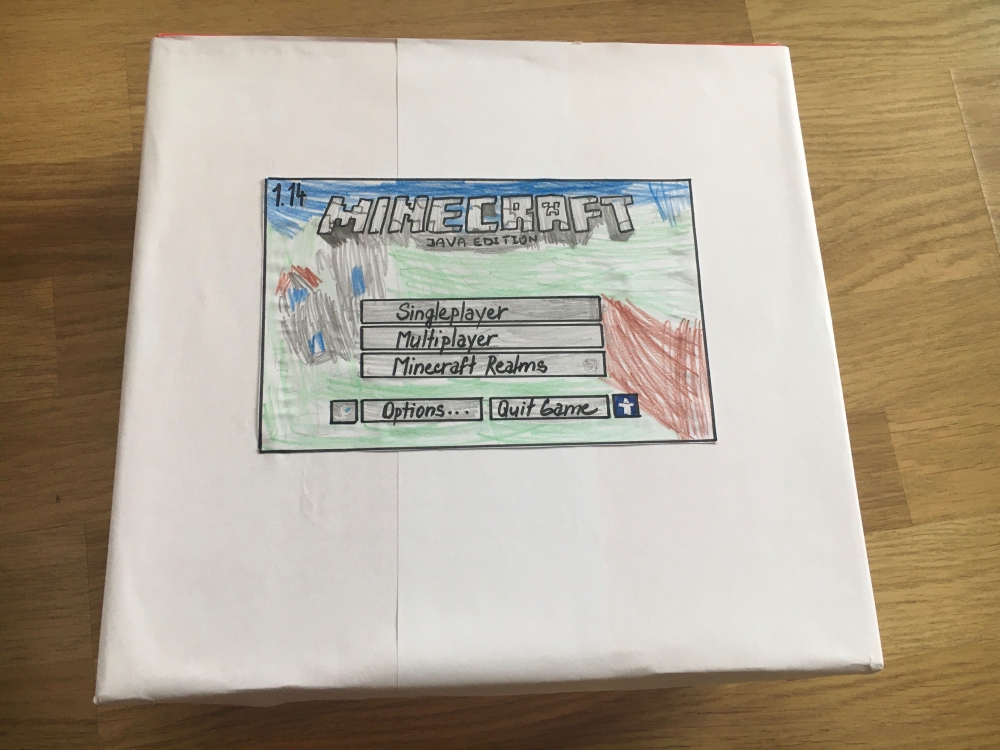 1.14
MINECRAFT
JAVA EDITION
Singleplayer
Multiplayer
Minecraft Realms
Options... Quit Game